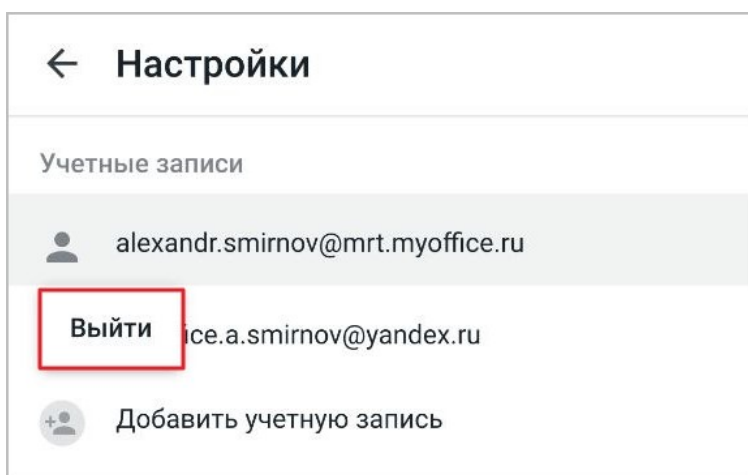 Настройки
Учетные записи
alexandr.smirnov@mrt.myoffice.ru
Выйти ice.a.smirnov@yandex.ru
Добавить учетную запись